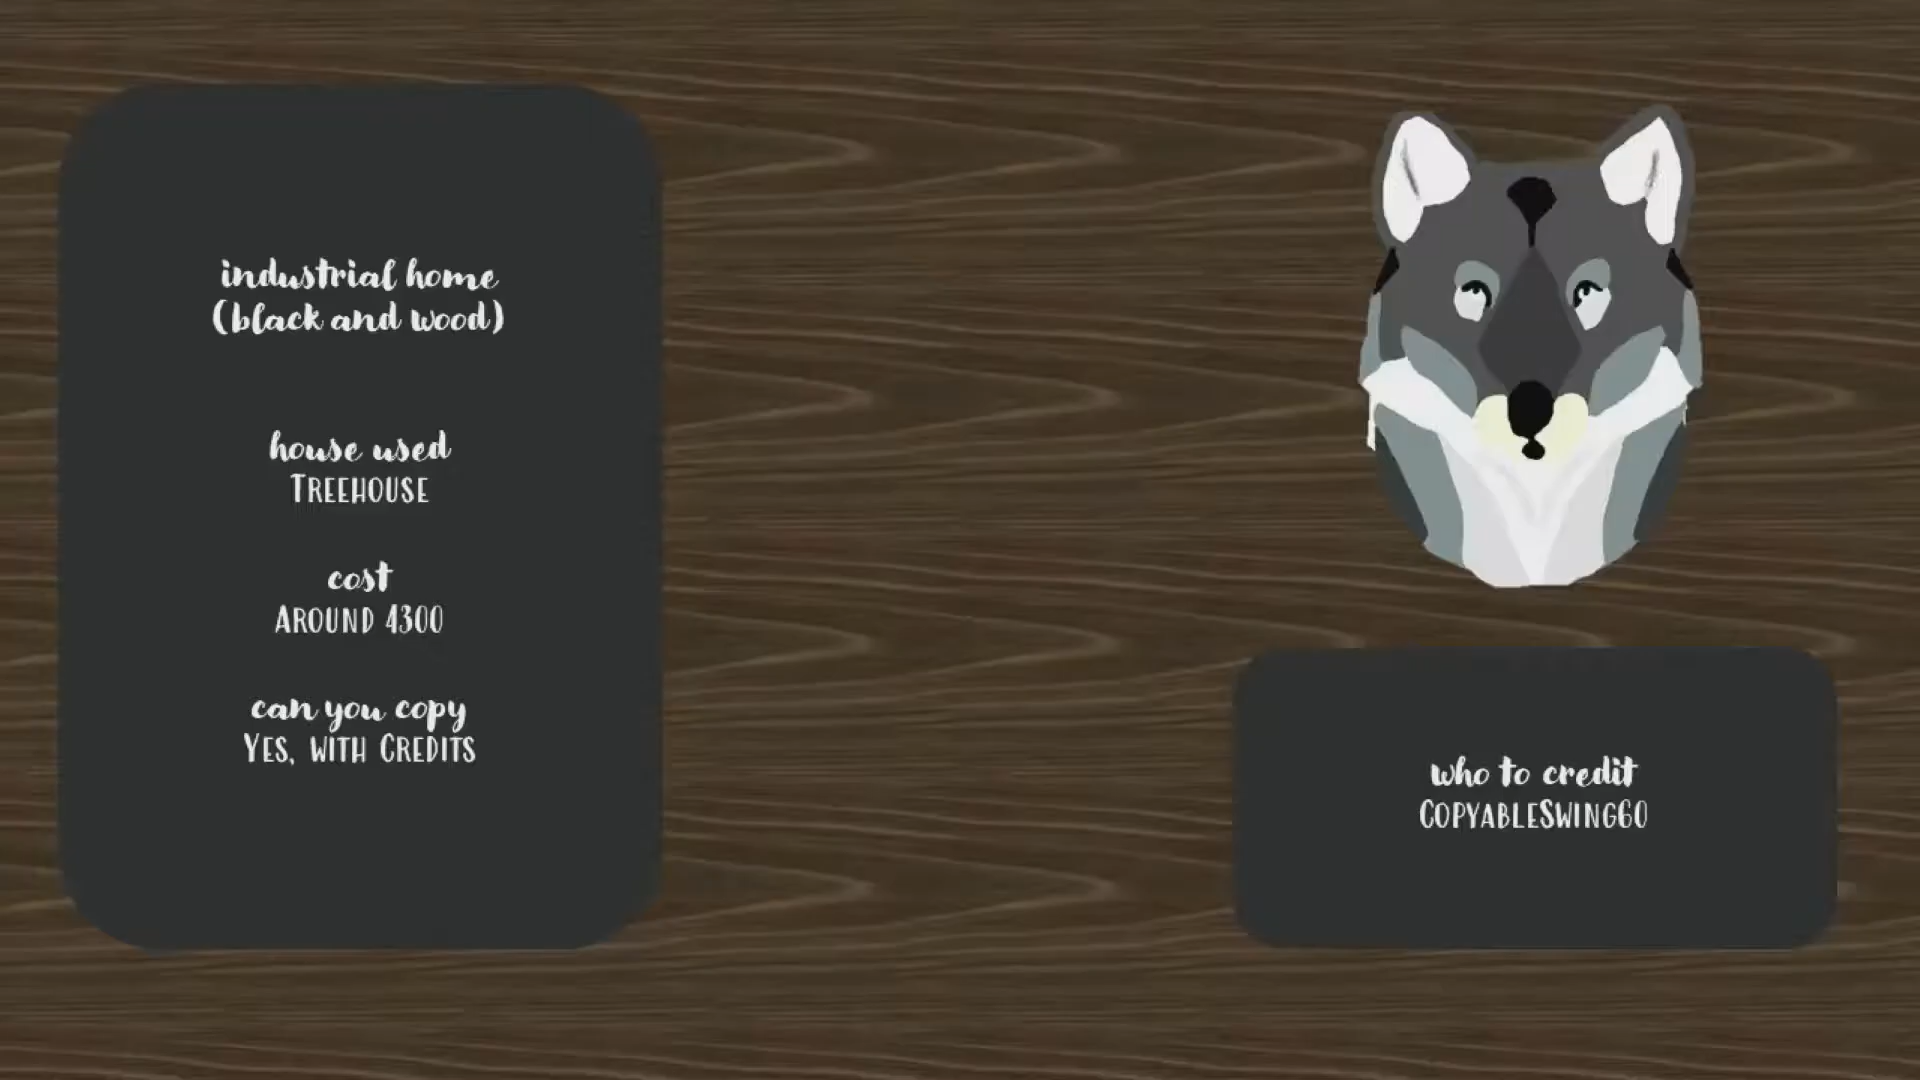 industrial home
(black and wood)
house used
TREEHOUSE
cost
AROUND 4300
can you copy
YES, WITH CREDITS
who to credit
COPYABLESWING60